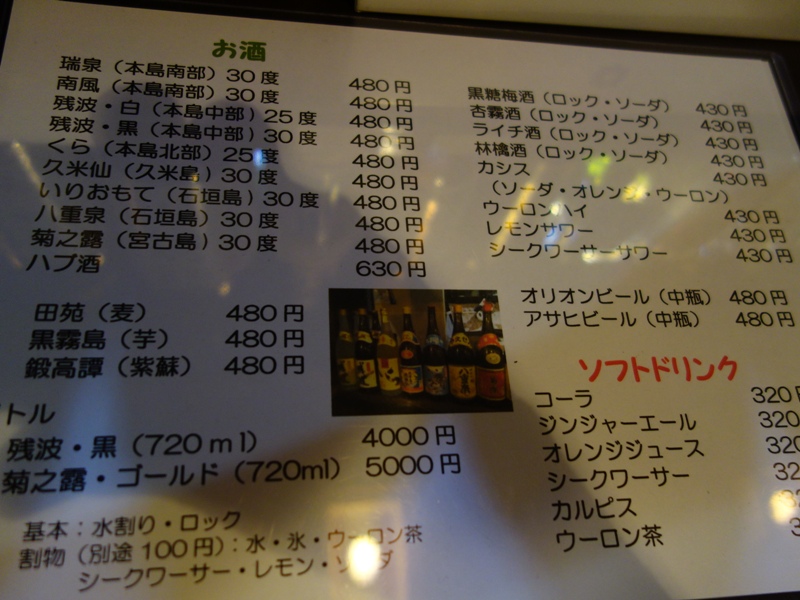 お酒
瑞泉（本島南部）30度 480円
南風（本島南部）30度 480円
残波・白（本島中部）25度 480円
残波・黒（本島中部）30度 480円
くら（本島北部）25度 480円
久米仙（久米島）30度 480円
いりおもて（石垣島）30度 480円
八重泉（石垣島）30度 480円
菊之露（宮古島）30度 480円
ハブ酒 630円
田苑（麦） 480円
黒霧島（芋） 480円
鍛高譚（紫蘇） 480円
トル
残波・黒（720ml） 4000円
菊之露・ゴールド（720ml） 5000円
基本：水割り・ロック
割物（別途100円）：水・氷・ウーロン茶
シークワーサー・レモン・ソーダ
黒糖梅酒（ロック・ソーダ） 430円
杏露酒（ロック・ソーダ） 430円
ライチ酒（ロック・ソーダ） 430円
林檎酒（ロック・ソーダ） 430円
カシス 430円
（ソーダ・オレンジ・ウーロン）
ウーロンハイ 430円
レモンサワー 430円
シークワーサーサワー 430円
オリオンビール（中瓶） 480円
アサヒビール（中瓶） 480円
ソフトドリンク
コーラ 320円
ジンジャーエール 320
オレンジジュース 320
シークワーサー 32
カルピス 3
ウーロン茶 3